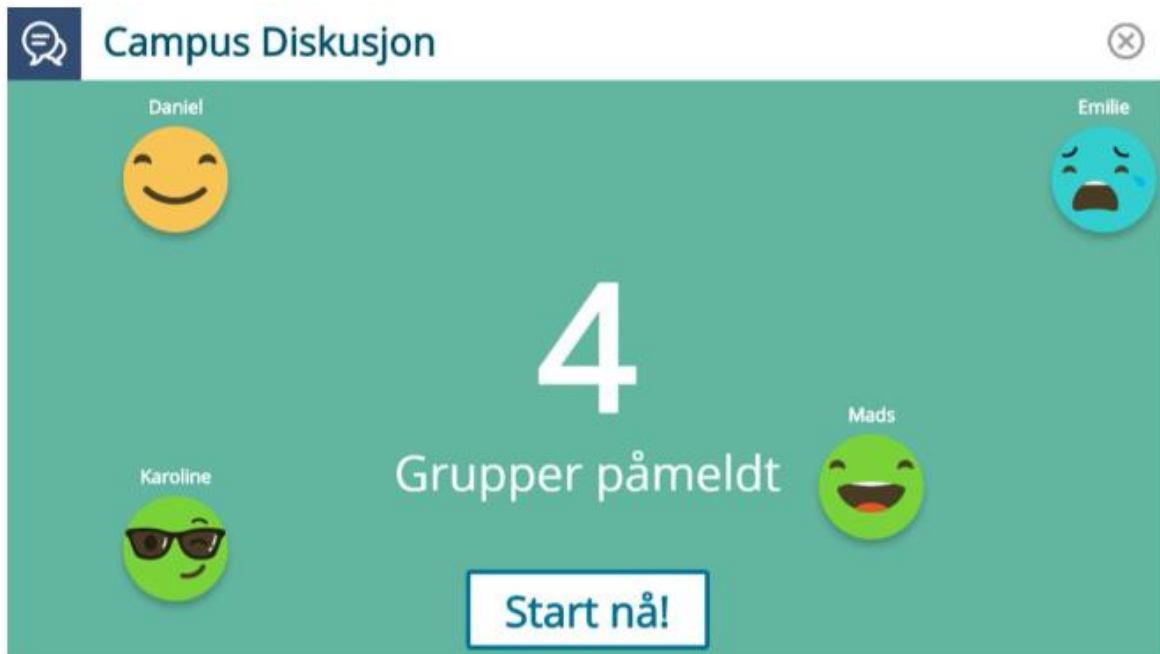 Campus Diskusjon
Daniel
Emilie
4
Mads
Grupper påmeldt
Karoline
Start nå!